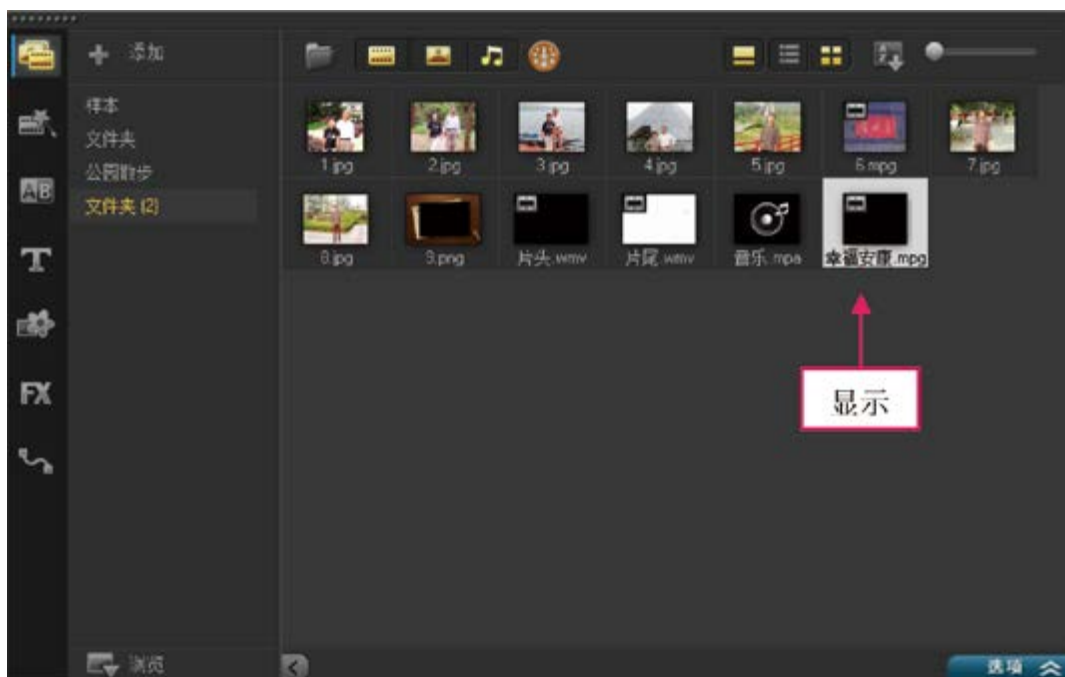 添加
样本
文件夹
公园散步
文件夹 (2)
AB
T
FX
1.jpg 2.jpg 3.jpg 4.jpg 5.jpg 6.mpg 7.jpg
8.jpg 9.png 片头.wmv 片尾.wmv 音乐.mpa 幸福安康.mpg
显示
浏览
选项